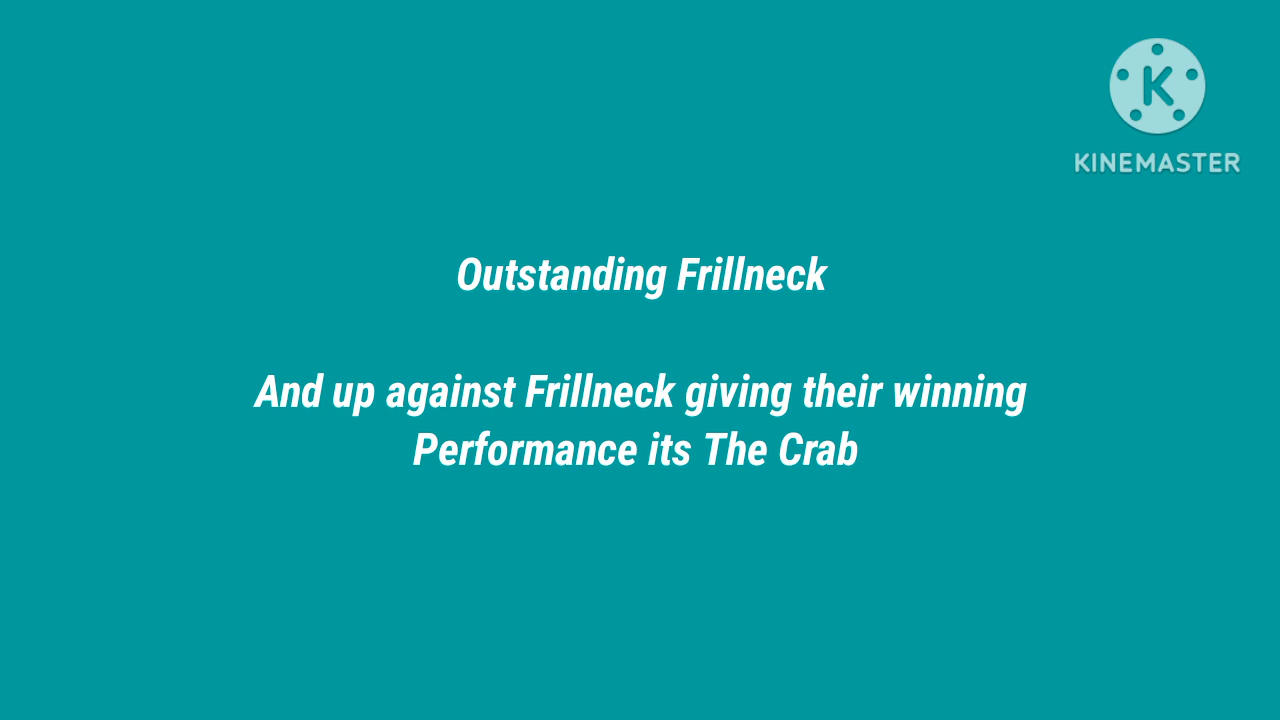 K
KINEMASTER
Outstanding Frillneck
And up against Frillneck giving their winning
Performance its The Crab